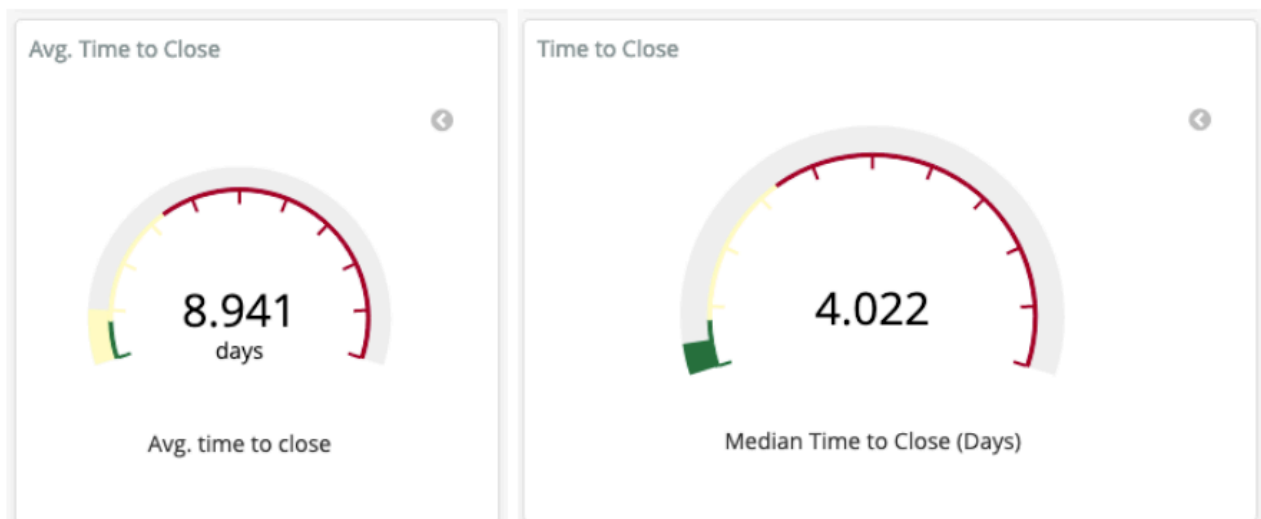 Avg. Time to Close
8.941
days
Avg. time to close
Time to Close
4.022
Median Time to Close (Days)